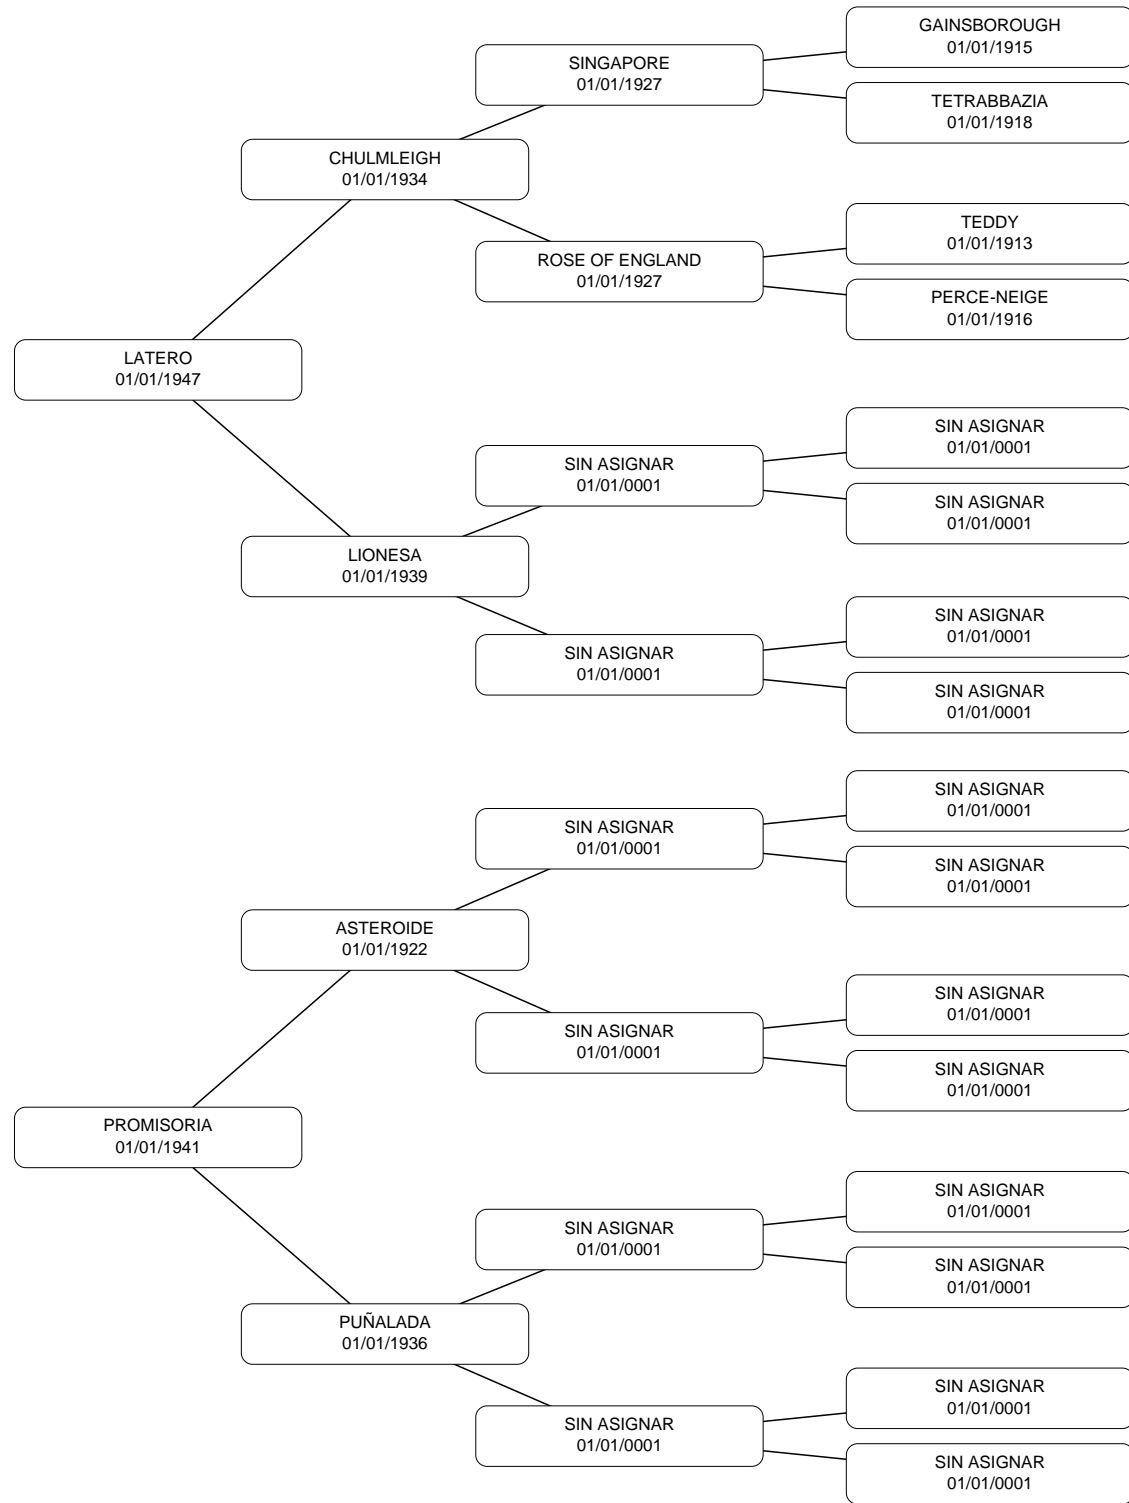 GAINSBOROUGH
01/01/1915
SINGAPORE
01/01/1927
TETRABBAZIA
01/01/1918
CHULMLEIGH
01/01/1934
TEDDY
01/01/1913
ROSE OF ENGLAND
01/01/1927
PERCE-NEIGE
01/01/1916
LATERO
01/01/1947
SIN ASIGNAR
01/01/0001
SIN ASIGNAR
01/01/0001
SIN ASIGNAR
01/01/0001
LIONESA
01/01/1939
SIN ASIGNAR
01/01/0001
SIN ASIGNAR
01/01/0001
SIN ASIGNAR
01/01/0001
SIN ASIGNAR
01/01/0001
SIN ASIGNAR
01/01/0001
SIN ASIGNAR
01/01/0001
ASTEROIDE
01/01/1922
SIN ASIGNAR
01/01/0001
SIN ASIGNAR
01/01/0001
SIN ASIGNAR
01/01/0001
PROMISORIA
01/01/1941
SIN ASIGNAR
01/01/0001
SIN ASIGNAR
01/01/0001
SIN ASIGNAR
01/01/0001
PUÑALADA
01/01/1936
SIN ASIGNAR
01/01/0001
SIN ASIGNAR
01/01/0001
SIN ASIGNAR
01/01/0001